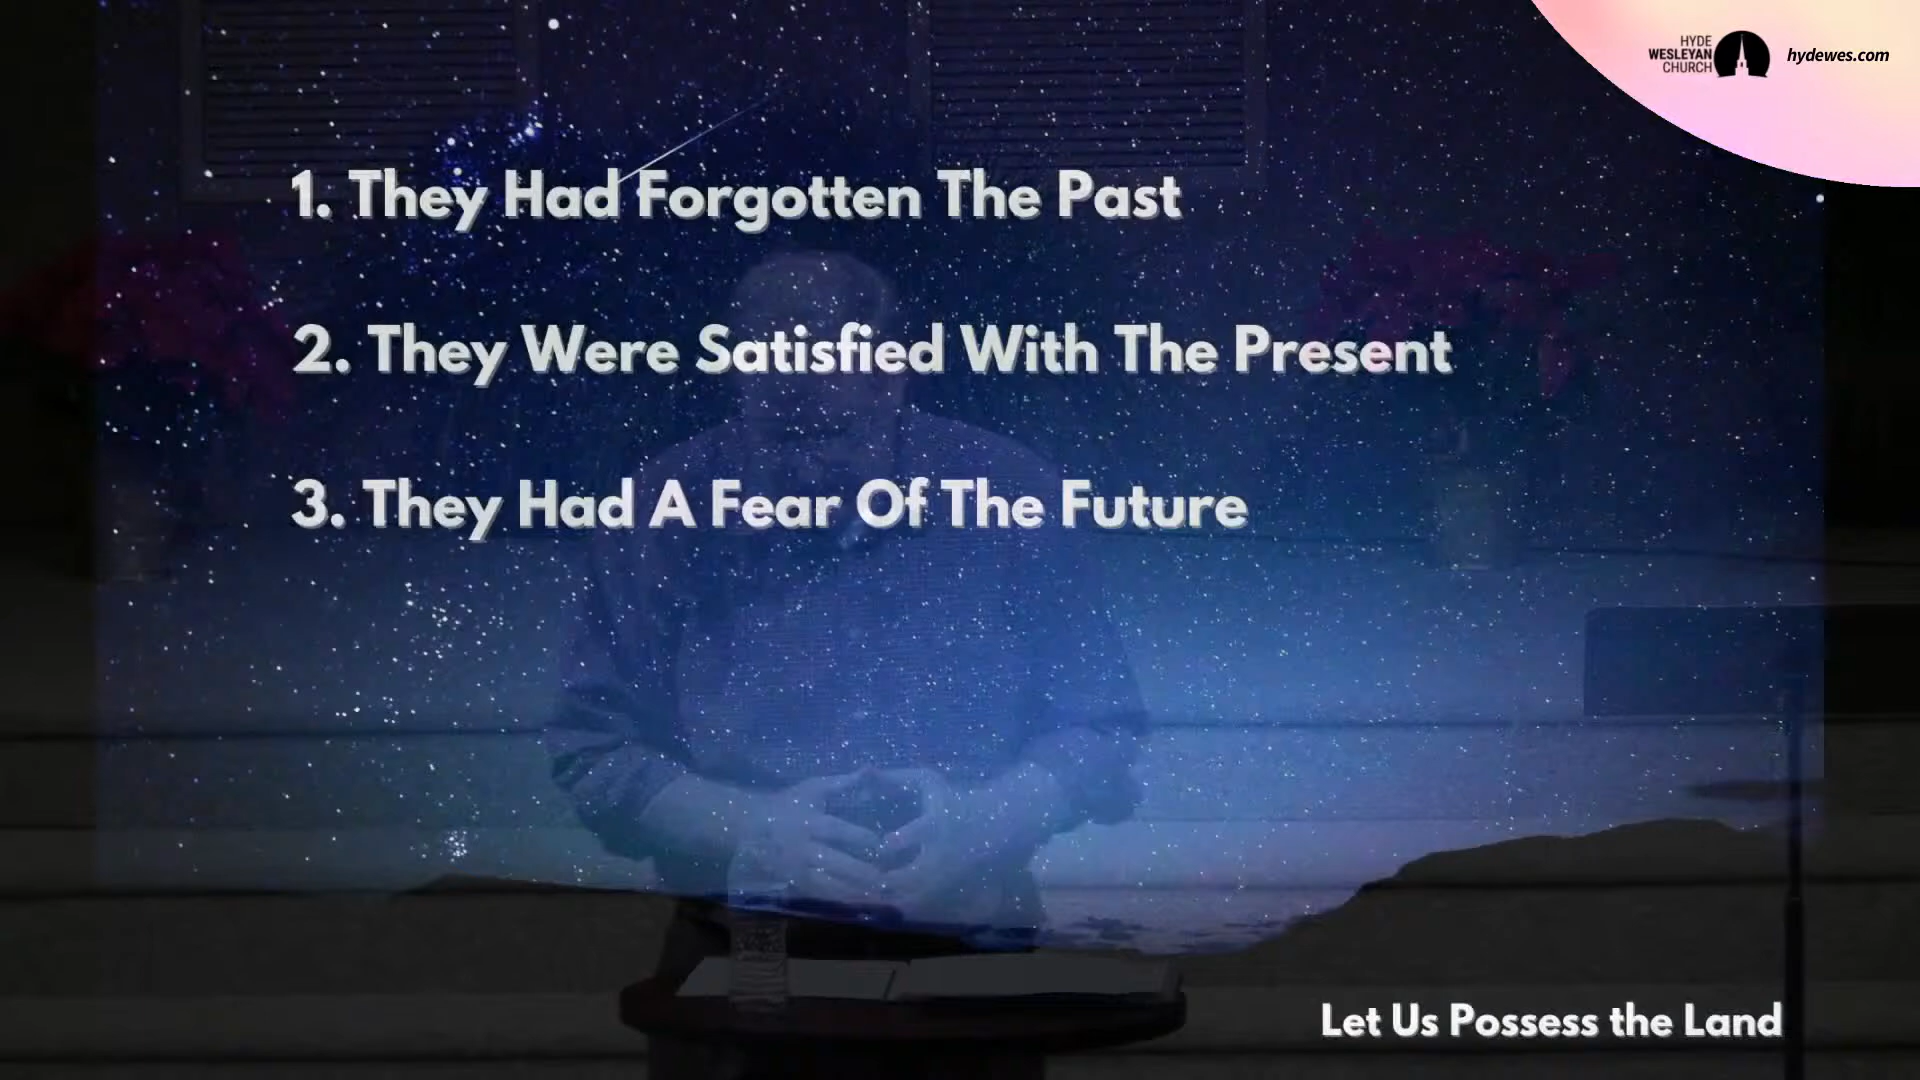 HYDE
WESLEYAN
CHURCH
hydewes.com
1. They Had Forgotten The Past
2. They Were Satisfied With The Present
3. They Had A Fear Of The Future
Let Us Possess the Land